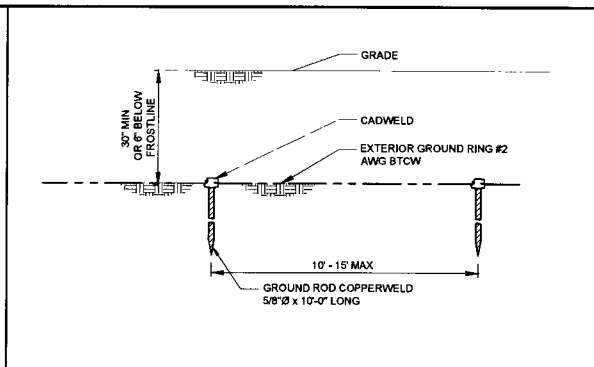 GRADE
30" MIN
OR 6" BELOW
FROSTLINE
CADWELD
EXTERIOR GROUND RING #2
AWG BTCW
10' - 15' MAX
GROUND ROD COPPERWELD
5/8"Ø x 10'-0" LONG